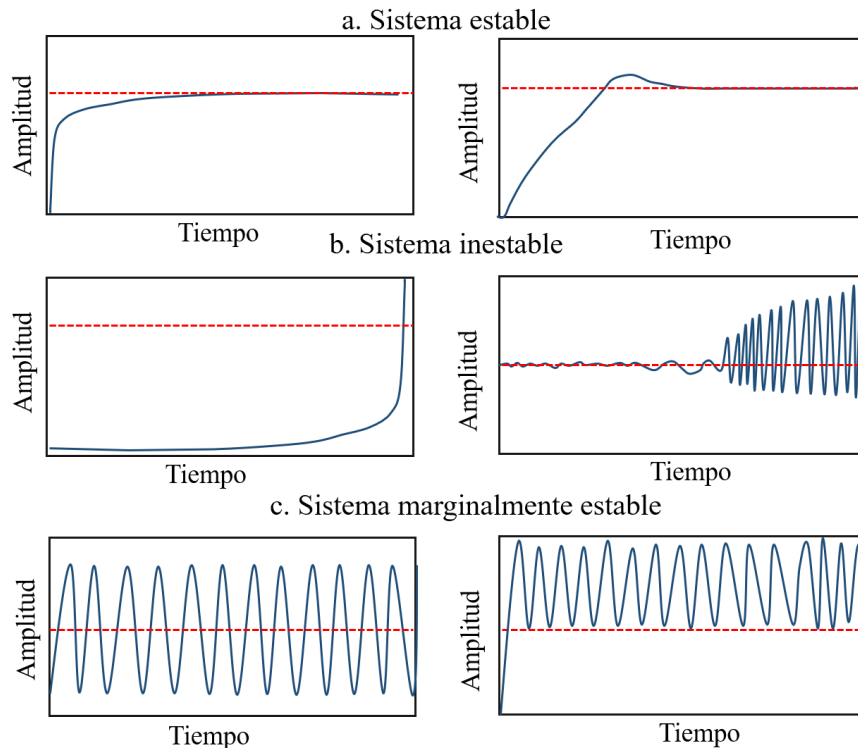 a. Sistema estable
Amplitud
Tiempo
Amplitud
Tiempo
b. Sistema inestable
Amplitud
Tiempo
Amplitud
Tiempo
c. Sistema marginalmente estable
Amplitud
Tiempo
Amplitud
Tiempo